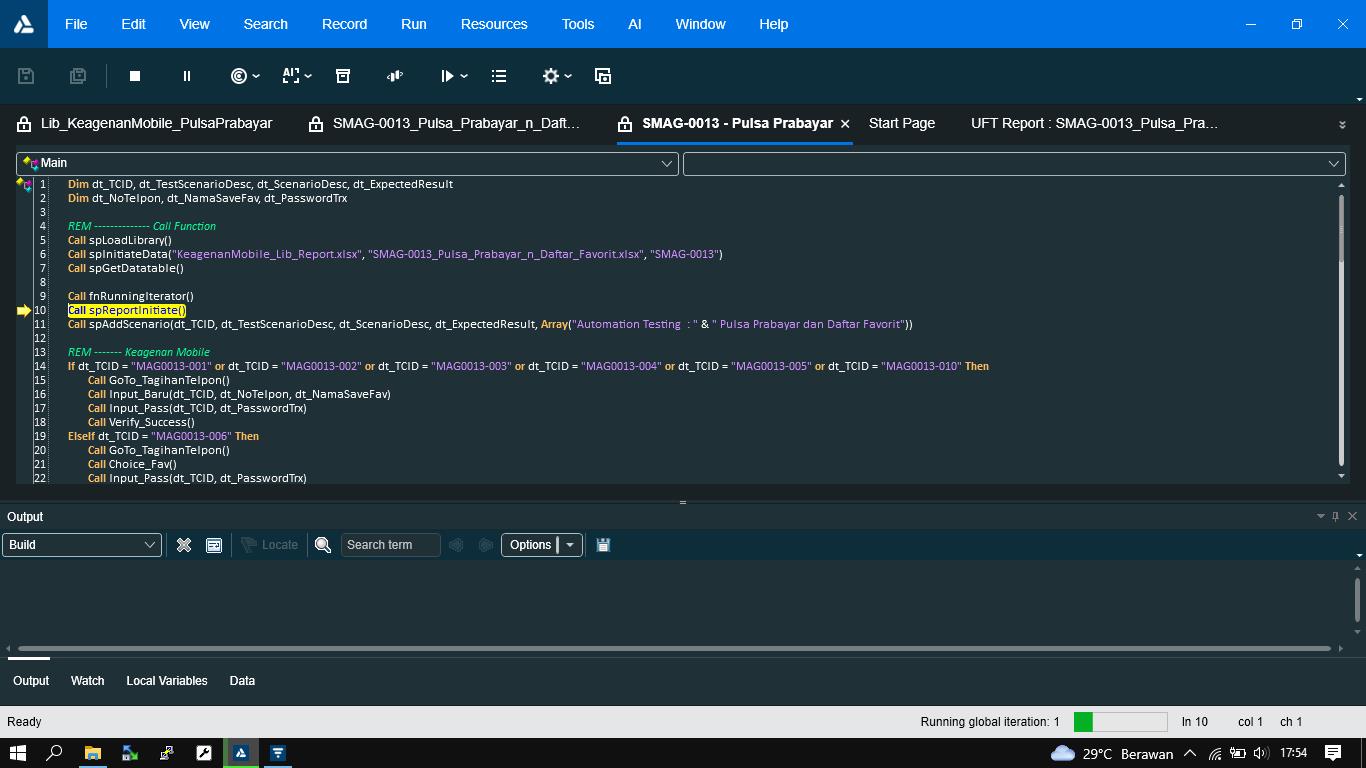 File Edit View Search Record Run Resources Tools AI Window Help
Lib_KeagenanMobile_PulsaPrabayar SMAG-0013_Pulsa_Prabayar_n_Daft... SMAG-0013 - Pulsa Prabayar Start Page UFT Report : SMAG-0013_Pulsa_Pra...
Main
1 Dim dt_TCID, dt_TestScenarioDesc, dt_ScenarioDesc, dt_ExpectedResult
2 Dim dt_NoTelpon, dt_NamaSaveFav, dt_PasswordTrx
3
4 REM -------------- Call Function
5 Call spLoadLibrary()
6 Call spInitiateData("KeagenanMobile_Lib_Report.xlsx", "SMAG-0013_Pulsa_Prabayar_n_Daftar_Favorit.xlsx", "SMAG-0013")
7 Call spGetDatatable()
8
9 Call fnRunningIterator()
10 Call spReportInitiate()
11 Call spAddScenario(dt_TCID, dt_TestScenarioDesc, dt_ScenarioDesc, dt_ExpectedResult, Array("Automation Testing : " & " Pulsa Prabayar dan Daftar Favorit"))
12
13 REM ------- Keagenan Mobile
14 If dt_TCID = "MAG0013-001" or dt_TCID = "MAG0013-002" or dt_TCID = "MAG0013-003" or dt_TCID = "MAG0013-004" or dt_TCID = "MAG0013-005" or dt_TCID = "MAG0013-010" Then
15 Call GoTo_TagihanTelpon()
16 Call Input_Baru(dt_TCID, dt_NoTelpon, dt_NamaSaveFav)
17 Call Input_Pass(dt_TCID, dt_PasswordTrx)
18 Call Verify_Success()
19 ElseIf dt_TCID = "MAG0013-006" Then
20 Call GoTo_TagihanTelpon()
21 Call Choice_Fav()
22 Call Input_Pass(dt_TCID, dt_PasswordTrx)
Output
Build Locate Search term Options
Output Watch Local Variables Data
Ready Running global iteration: 1 ln 10 col 1 ch 1
29°C Berawan 17:54